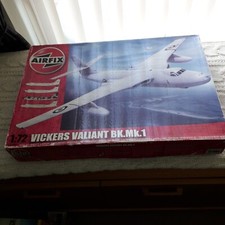 AIRFIX
1:72 VICKERS VALIANT BK.Mk.1